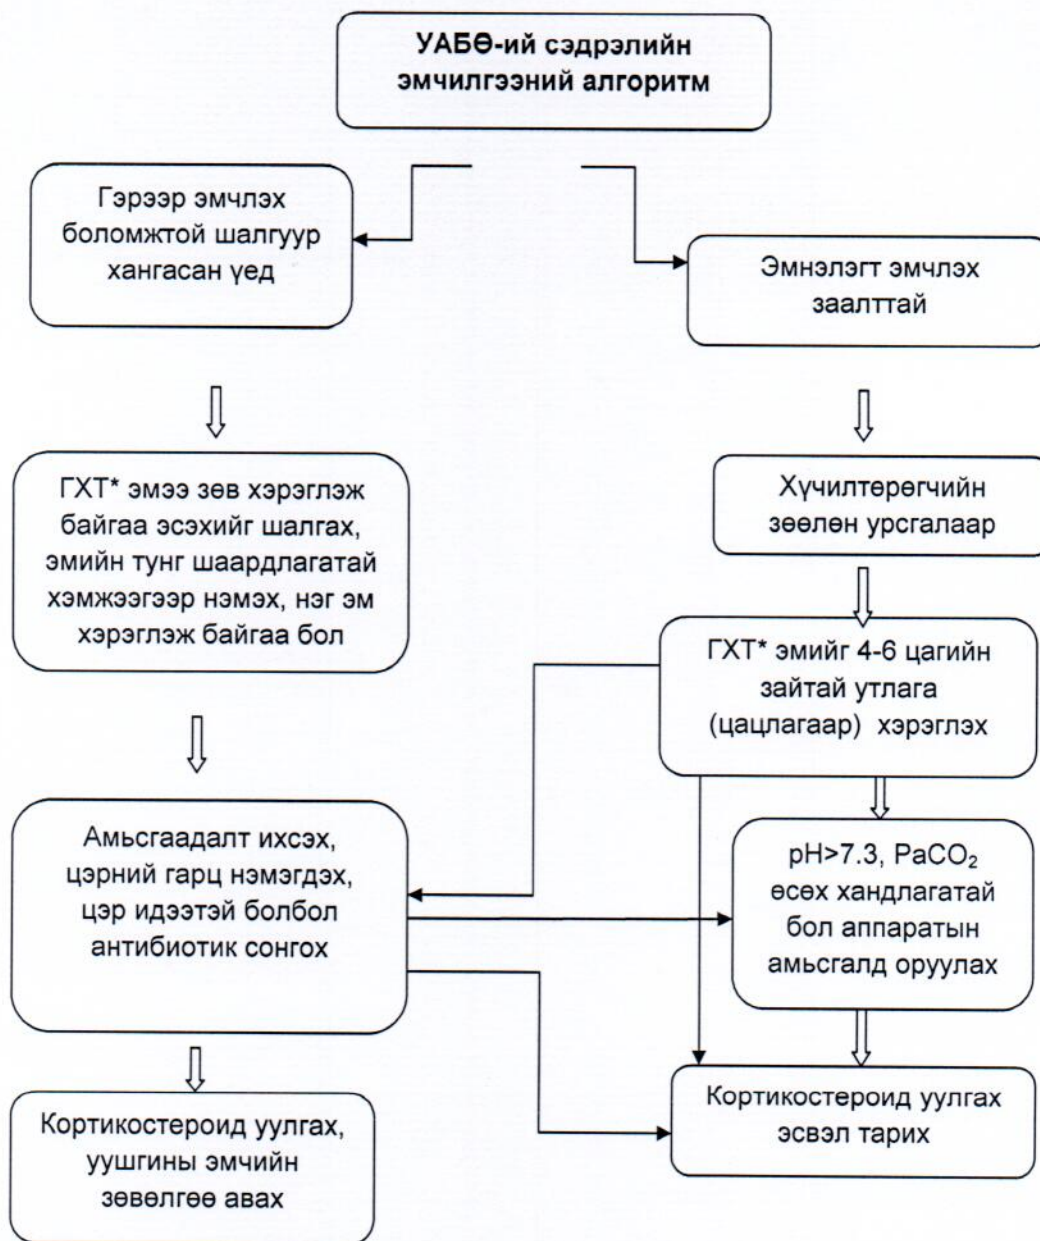 УАБӨ-ий сэдрэлийн
эмчилгээний алгоритм
Гэрээр эмчлэх
боломжтой шалгуур
хангасан үед
Эмнэлэгт эмчлэх
заалттай
ГХТ* эмээ зөв хэрэглэж
байгаа эсэхийг шалгах,
эмийн тунг шаардлагатай
хэмжээгээр нэмэх, нэг эм
хэрэглэж байгаа бол
Хүчилтөрөгчийн
зөөлөн урсгалаар
ГХТ* эмийг 4-6 цагийн
зайтай утлага
(цацлагаар) хэрэглэх
Амьсгаадалт ихсэх,
цэрний гарц нэмэгдэх,
цэр идээтэй болбол
антибиотик сонгох
pH>7.3, PaCO₂
өсөх хандлагатай
бол аппаратын
амьсгалд оруулах
Кортикостероид уулгах,
уушгины эмчийн
зөвөлгөө авах
Кортикостероид уулгах
эсвэл тарих